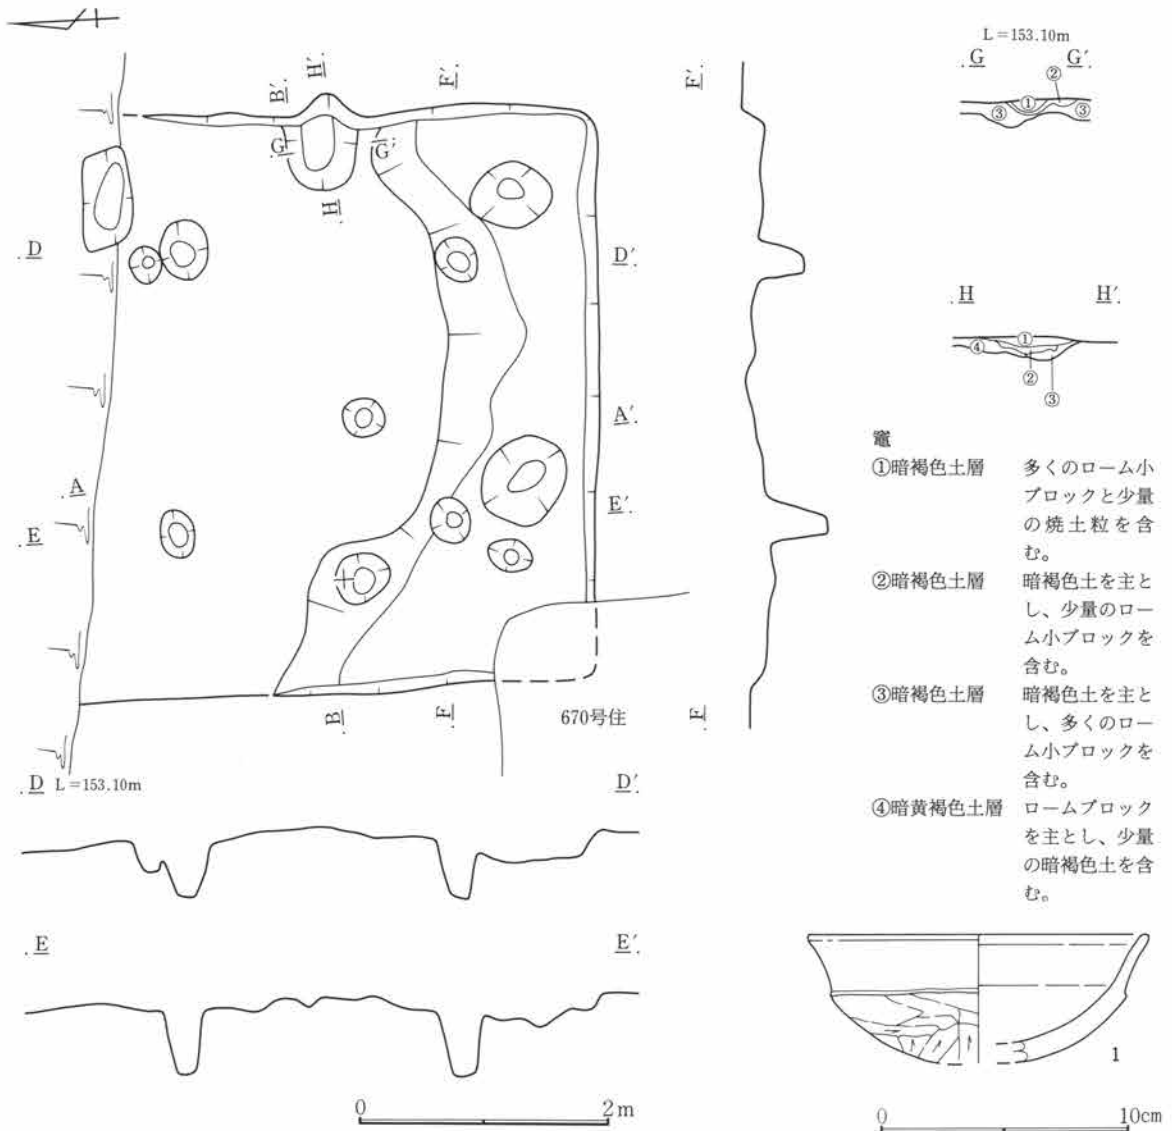 L=153.10m
G G′
②
①
③ ③
B′ H′ F′ F′
G G′
H
D D′
H H′
①
④
②
③
A′
A
E E′
竈
①暗褐色土層 多くのローム小
ブロックと少量
の焼土粒を含
む。
②暗褐色土層 暗褐色土を主と
し、少量のロー
ム小ブロックを
含む。
③暗褐色土層 暗褐色土を主と
し、多くのロー
ム小ブロックを
含む。
④暗黄褐色土層 ロームブロック
を主とし、少量
の暗褐色土を含
む。
B F F
670号住
D L=153.10m D′
E E′
1
0 2m
0 10cm